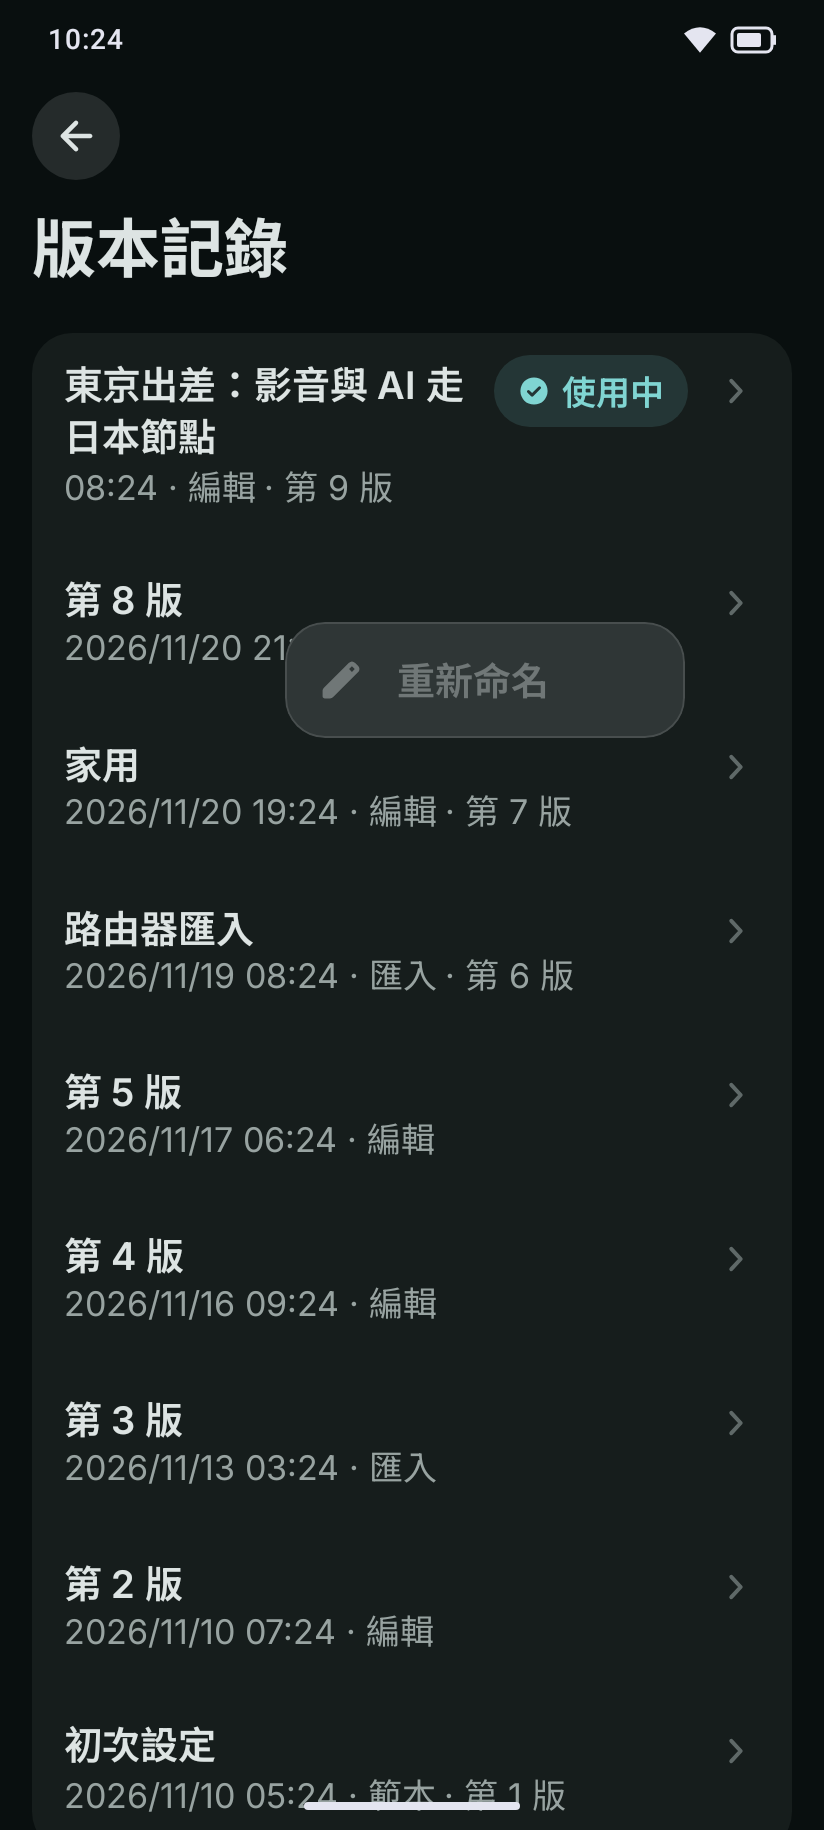 10:24
版本記錄
東京出差：影音與 AI 走
日本節點
使用中
08:24 · 編輯 · 第 9 版
第 8 版
2026/11/20 21:
重新命名
家用
2026/11/20 19:24 · 編輯 · 第 7 版
路由器匯入
2026/11/19 08:24 · 匯入 · 第 6 版
第 5 版
2026/11/17 06:24 · 編輯
第 4 版
2026/11/16 09:24 · 編輯
第 3 版
2026/11/13 03:24 · 匯入
第 2 版
2026/11/10 07:24 · 編輯
初次設定
2026/11/10 05:24 · 範本 · 第 1 版